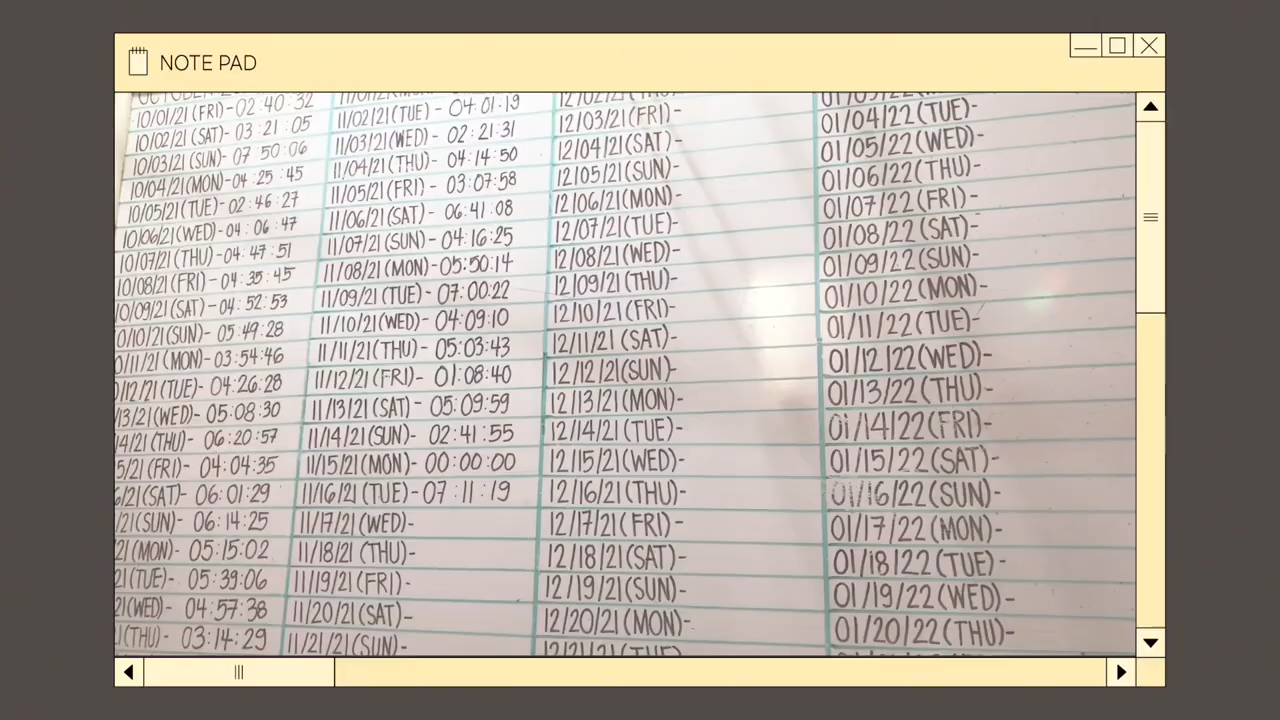 NOTE PAD
10/01/21 (FRI) - 02:40:32
10/02/21 (SAT) - 03:21:05
10/03/21 (SUN) - 07 50:06
10/04/21 (MON) - 04:25:45
10/05/21 (TUE) - 02:46:27
10/06/21 (WED) - 04:06:47
10/07/21 (THU) - 04:47:51
10/08/21 (FRI) - 04:35:45
10/09/21 (SAT) - 04:52:53
0/10/21 (SUN) - 05:49:28
0/11/21 (MON) - 03:54:46
/12/21 (TUE) - 04:26:28
/13/21 (WED) - 05:08:30
/14/21 (THU) - 06:20:57
5/21 (FRI) - 04:04:35
6/21 (SAT) - 06:01:29
/21 (SUN) - 06:14:25
21 (MON) - 05:15:02
21 (TUE) - 05:39:06
21 (WED) - 04:57:38
(THU) - 03:14:29
11/02/21 (TUE) - 04:01:19
11/03/21 (WED) - 02:21:31
11/04/21 (THU) - 04:14:50
11/05/21 (FRI) - 03:07:58
11/06/21 (SAT) - 06:41:08
11/07/21 (SUN) - 04:16:25
11/08/21 (MON) - 05:50:14
11/09/21 (TUE) - 07:00:22
11/10/21 (WED) - 04:09:10
11/11/21 (THU) - 05:03:43
11/12/21 (FRI) - 01:08:40
11/13/21 (SAT) - 05:09:59
11/14/21 (SUN) - 02:41:55
11/15/21 (MON) - 00:00:00
11/16/21 (TUE) - 07:11:19
11/17/21 (WED) -
11/18/21 (THU) -
11/19/21 (FRI) -
11/20/21 (SAT) -
11/21/21 (SUN) -
12/03/21 (FRI) -
12/04/21 (SAT) -
12/05/21 (SUN) -
12/06/21 (MON) -
12/07/21 (TUE) -
12/08/21 (WED) -
12/09/21 (THU) -
12/10/21 (FRI) -
12/11/21 (SAT) -
12/12/21 (SUN) -
12/13/21 (MON) -
12/14/21 (TUE) -
12/15/21 (WED) -
12/16/21 (THU) -
12/17/21 (FRI) -
12/18/21 (SAT) -
12/19/21 (SUN) -
12/20/21 (MON) -
01/04/22 (TUE) -
01/05/22 (WED) -
01/06/22 (THU) -
01/07/22 (FRI) -
01/08/22 (SAT) -
01/09/22 (SUN) -
01/10/22 (MON) -
01/11/22 (TUE) -
01/12/22 (WED) -
01/13/22 (THU) -
01/14/22 (FRI) -
01/15/22 (SAT) -
01/16/22 (SUN) -
01/17/22 (MON) -
01/18/22 (TUE) -
01/19/22 (WED) -
01/20/22 (THU) -